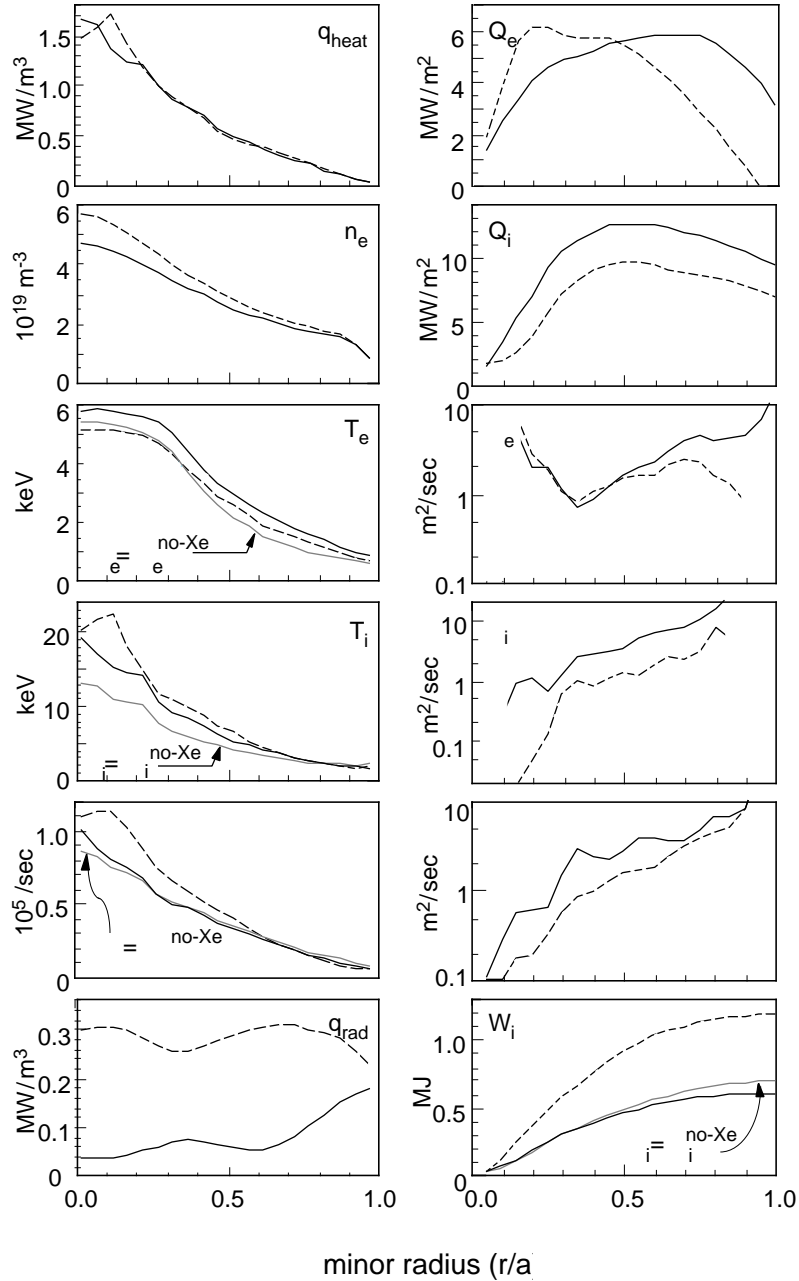 q_heat
MW/m³
1.5
1.0
0.5
0
Q_e
MW/m²
6
4
2
0
n_e
10¹⁹ m⁻³
6
4
2
0
Q_i
MW/m²
10
5
0
T_e
keV
6
4
2
0
no-Xe
e= e
e
m²/sec
10
1
0.1
T_i
keV
20
10
0
no-Xe
i= i
i
m²/sec
10
1
0.1
10⁵/sec
1.0
0.5
0
= no-Xe
m²/sec
10
1
0.1
q_rad
MW/m³
0.3
0.2
0.1
0
0.0 0.5 1.0
W_i
MJ
1.0
0.5
0
no-Xe
i= i
0.0 0.5 1.0
minor radius (r/a